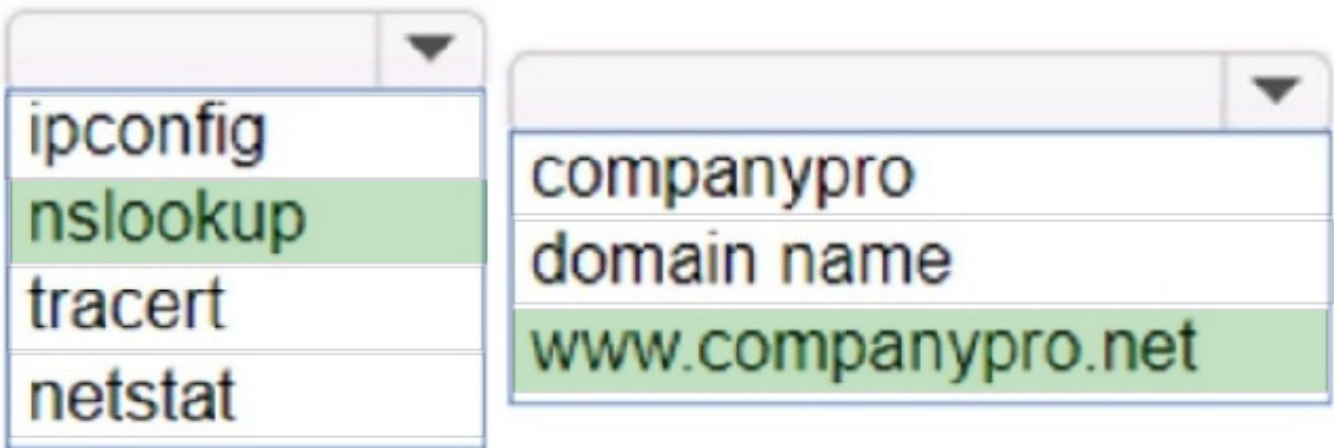 ipconfig
nslookup
tracert
netstat
companypro
domain name
www.companypro.net